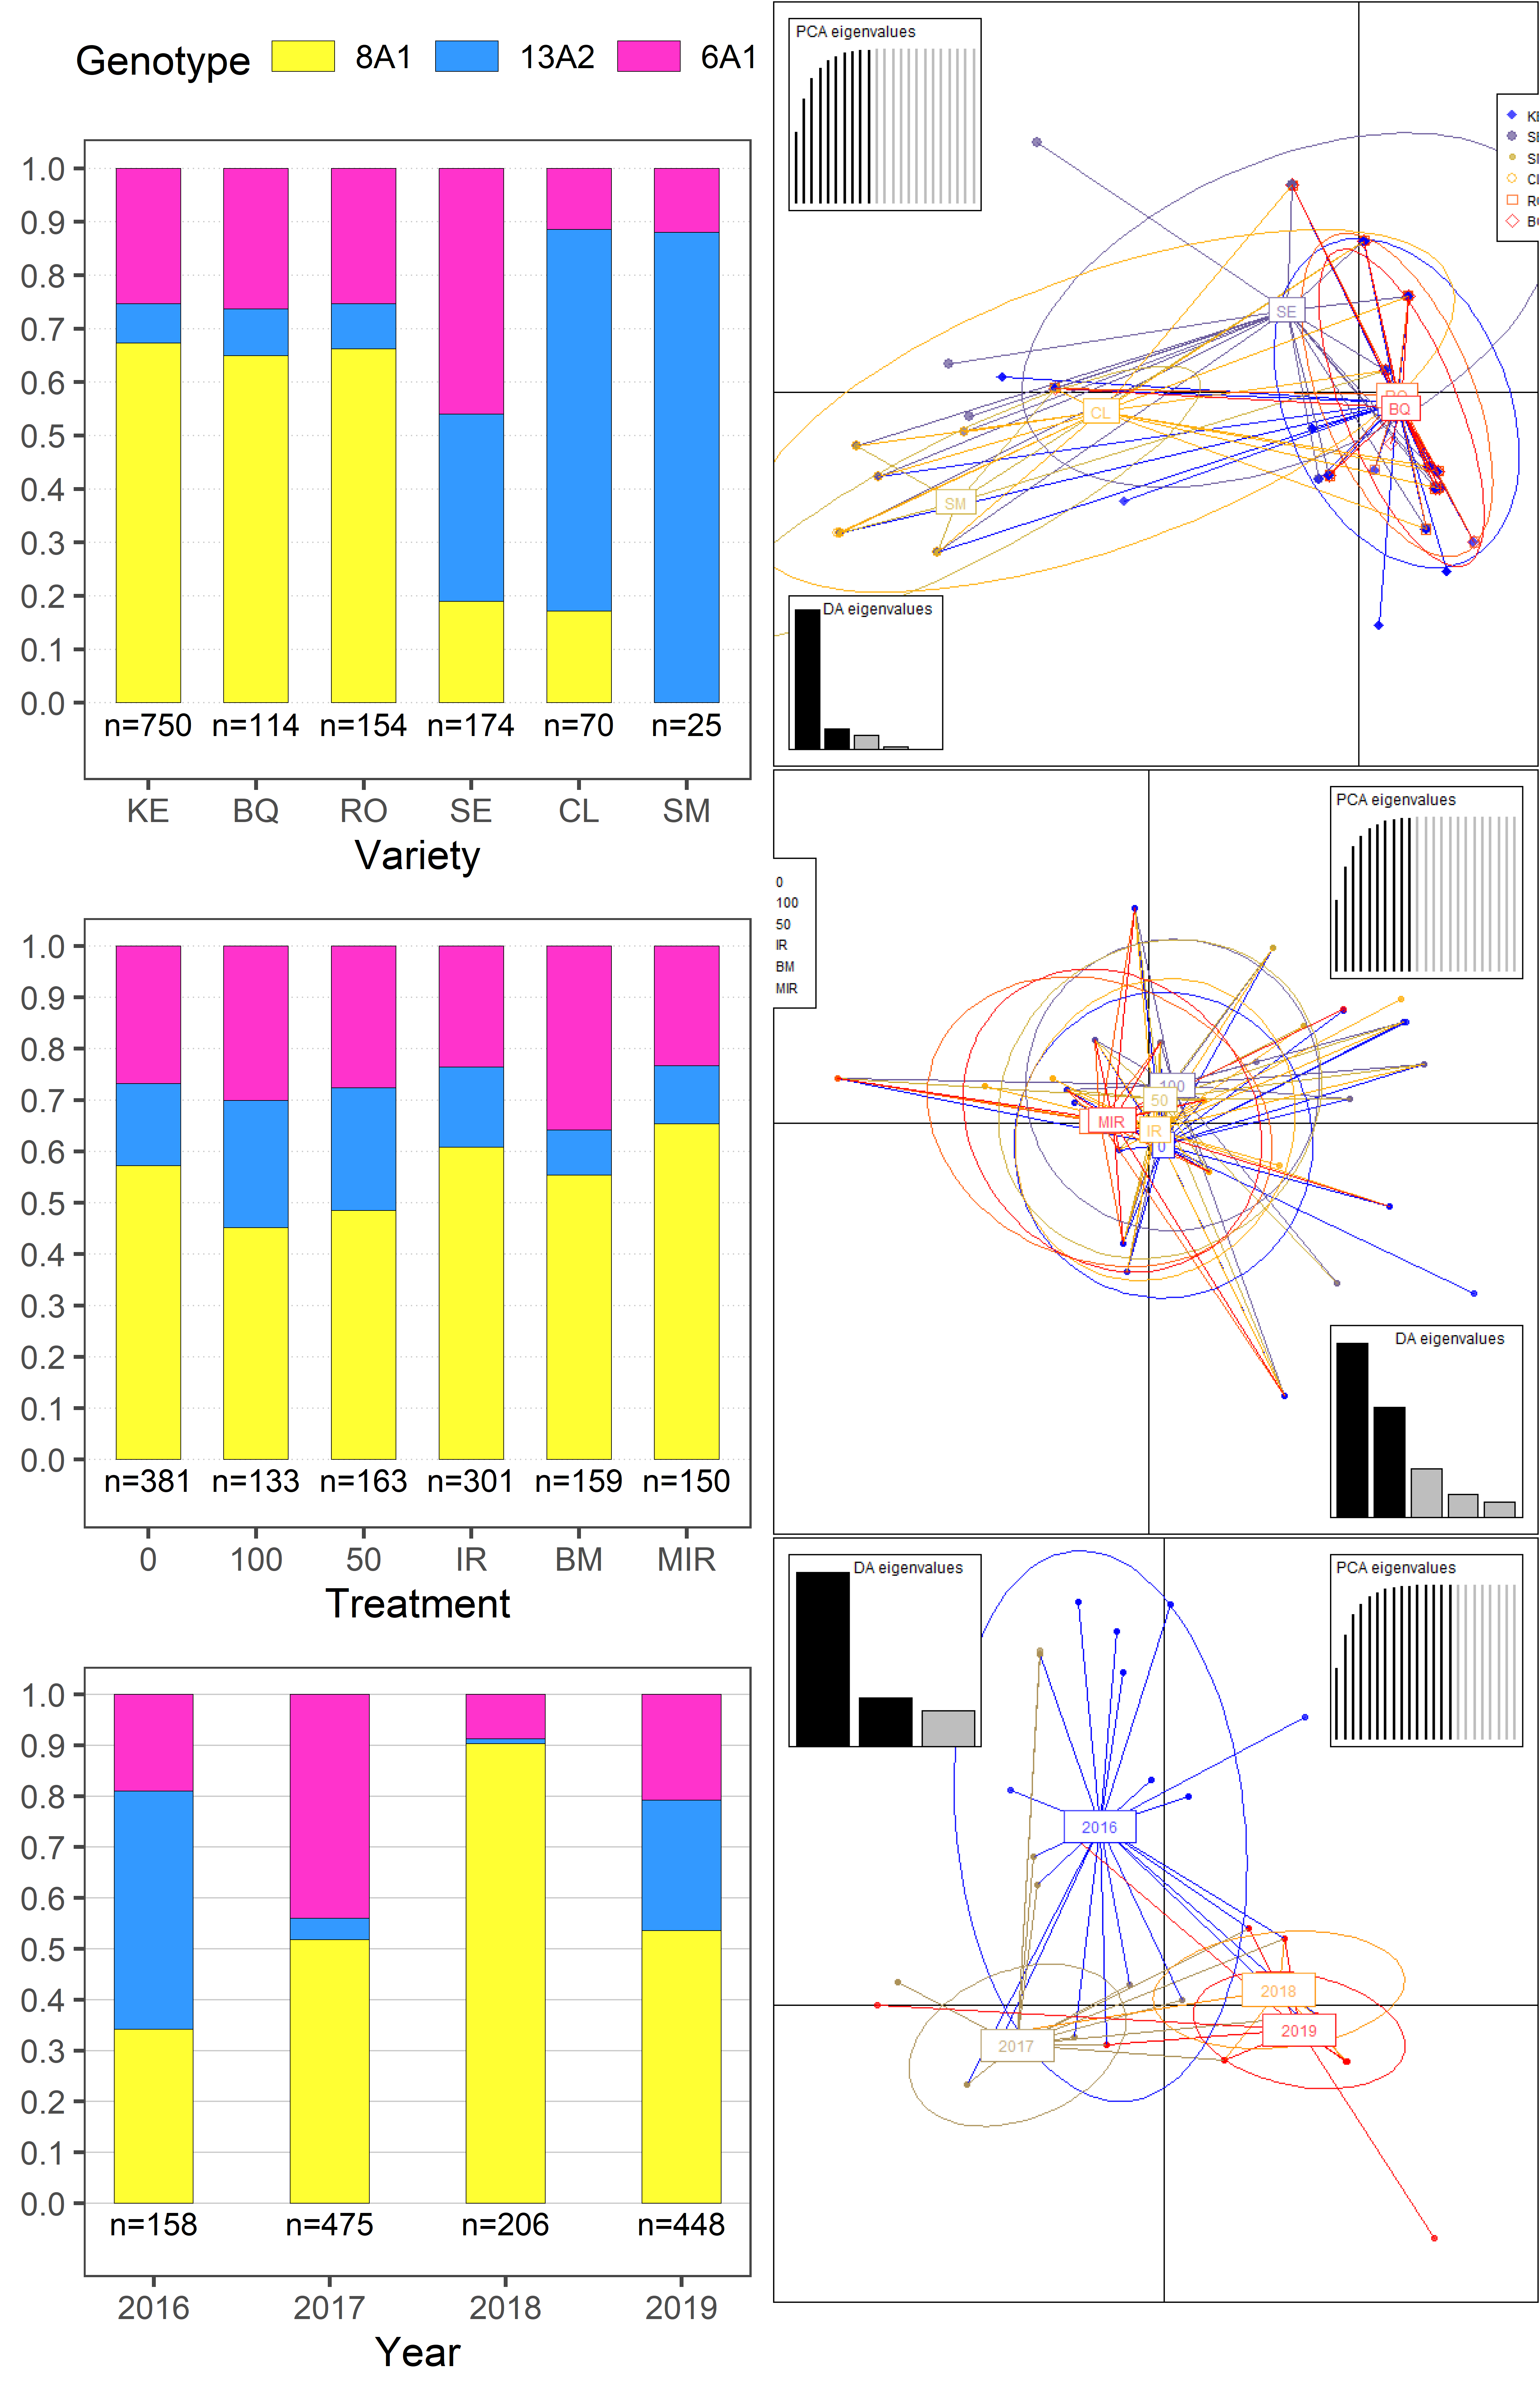 Genotype 8A1 13A2 6A1
1.0
0.9
0.8
0.7
0.6
0.5
0.4
0.3
0.2
0.1
0.0
n=750 n=114 n=154 n=174 n=70 n=25
KE BQ RO SE CL SM
Variety
PCA eigenvalues
SE
CL
BQ
SM
DA eigenvalues
1.0
0.9
0.8
0.7
0.6
0.5
0.4
0.3
0.2
0.1
0.0
n=381 n=133 n=163 n=301 n=159 n=150
0 100 50 IR BM MIR
Treatment
0
100
50
IR
BM
MIR
PCA eigenvalues
100
50
MIR
IR
0
DA eigenvalues
1.0
0.9
0.8
0.7
0.6
0.5
0.4
0.3
0.2
0.1
0.0
n=158 n=475 n=206 n=448
2016 2017 2018 2019
Year
DA eigenvalues
PCA eigenvalues
2016
2018
2019
2017